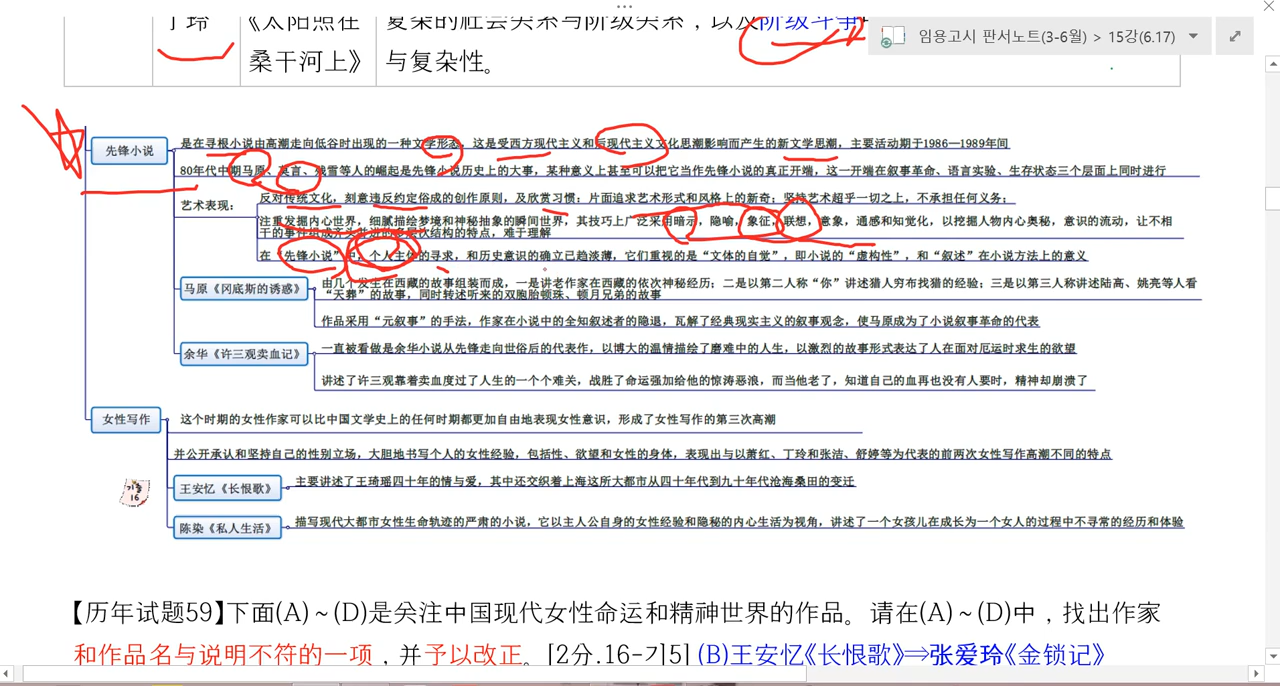 丁玲
《太阳照在
桑干河上》
复杂的社会关系与阶级关系，以及阶级斗争
与复杂性。
임용고시 판서노트(3-6월) > 15강(6.17)
先锋小说
是在寻根小说由高潮走向低谷时出现的一种文学形态，这是受西方现代主义和后现代主义文化思潮影响而产生的新文学思潮，主要活动期于1986—1989年间
80年代中期马原、莫言、残雪等人的崛起是先锋小说历史上的大事，某种意义上甚至可以把它当作先锋小说的真正开端，这一开端在叙事革命、语言实验、生存状态三个层面上同时进行
艺术表现：
反对传统文化，刻意违反约定俗成的创作原则，及欣赏习惯；片面追求艺术形式和风格上的新奇；坚持艺术超乎一切之上，不承担任何义务；
注重发掘内心世界，细腻描绘梦境和神秘抽象的瞬间世界，其技巧上广泛采用暗示，隐喻，象征，联想，意象，通感和知觉化，以挖掘人物内心奥秘，意识的流动，让不相
干的事件组成齐头并进的多层次结构的特点，难于理解
在“先锋小说”中，个人主体的寻求，和历史意识的确立已趋淡薄，它们重视的是“文体的自觉”，即小说的“虚构性”，和“叙述”在小说方法上的意义
马原《冈底斯的诱惑》
由几个发生在西藏的故事组装而成，一是讲老作家在西藏的依次神秘经历；二是以第二人称“你”讲述猎人穷布找猎的经验；三是以第三人称讲述陆高、姚亮等人看
“天葬”的故事，同时转述听来的双胞胎顿珠、顿月兄弟的故事
作品采用“元叙事”的手法，作家在小说中的全知叙述者的隐退，瓦解了经典现实主义的叙事观念，使马原成为了小说叙事革命的代表
余华《许三观卖血记》
一直被看做是余华小说从先锋走向世俗后的代表作，以博大的温情描绘了磨难中的人生，以激烈的故事形式表达了人在面对厄运时求生的欲望
讲述了许三观靠着卖血度过了人生的一个个难关，战胜了命运强加给他的惊涛恶浪，而当他老了，知道自己的血再也没有人要时，精神却崩溃了
女性写作
这个时期的女性作家可以比中国文学史上的任何时期都更加自由地表现女性意识，形成了女性写作的第三次高潮
并公开承认和坚持自己的性别立场，大胆地书写个人的女性经验，包括性、欲望和女性的身体，表现出与以萧红、丁玲和张洁、舒婷等为代表的前两次女性写作高潮不同的特点
기출
16
王安忆《长恨歌》
主要讲述了王琦瑶四十年的情与爱，其中还交织着上海这所大都市从四十年代到九十年代沧海桑田的变迁
陈染《私人生活》
描写现代大都市女性生命轨迹的严肃的小说，它以主人公自身的女性经验和隐秘的内心生活为视角，讲述了一个女孩儿在成长为一个女人的过程中不寻常的经历和体验
【历年试题59】下面(A)～(D)是关注中国现代女性命运和精神世界的作品。请在(A)～(D)中，找出作家
和作品名与说明不符的一项，并予以改正。[2分.16-기5] (B)王安忆《长恨歌》⇒张爱玲《金锁记》